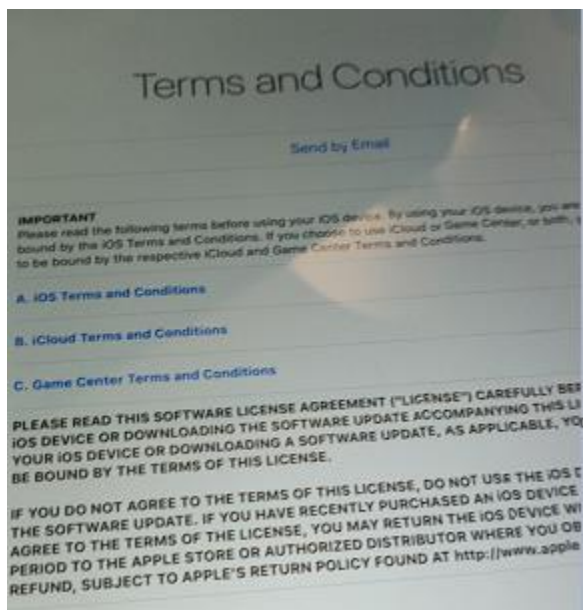 Terms and Conditions
Send by Email
IMPORTANT
Please read the following terms before using your iOS device. By using your iOS device, you are
bound by the iOS Terms and Conditions. If you choose to use iCloud or Game Center, or both,
to be bound by the respective iCloud and Game Center Terms and Conditions.
A. iOS Terms and Conditions
B. iCloud Terms and Conditions
C. Game Center Terms and Conditions
PLEASE READ THIS SOFTWARE LICENSE AGREEMENT ("LICENSE") CAREFULLY
iOS DEVICE OR DOWNLOADING THE SOFTWARE UPDATE ACCOMPANYING THIS
YOUR iOS DEVICE OR DOWNLOADING A SOFTWARE UPDATE, AS APPLICABLE,
BE BOUND BY THE TERMS OF THIS LICENSE.
IF YOU DO NOT AGREE TO THE TERMS OF THIS LICENSE, DO NOT USE THE iOS
THE SOFTWARE UPDATE. IF YOU HAVE RECENTLY PURCHASED AN iOS DEVICE
AGREE TO THE TERMS OF THE LICENSE, YOU MAY RETURN THE iOS DEVICE
PERIOD TO THE APPLE STORE OR AUTHORIZED DISTRIBUTOR WHERE YOU
REFUND, SUBJECT TO APPLE'S RETURN POLICY FOUND AT http://www.apple